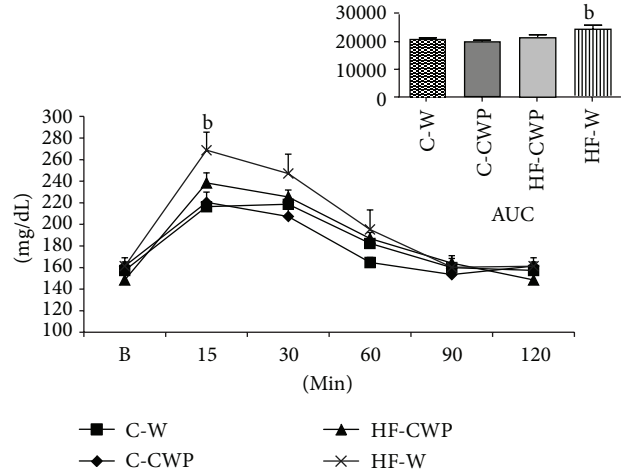 30000
20000
10000
0
b
C-W
C-CWP
HF-CWP
HF-W
AUC
(mg/dL)
300
280
260
240
220
200
180
160
140
120
100
b
B 15 30 60 90 120
(Min)
C-W HF-CWP
C-CWP HF-W